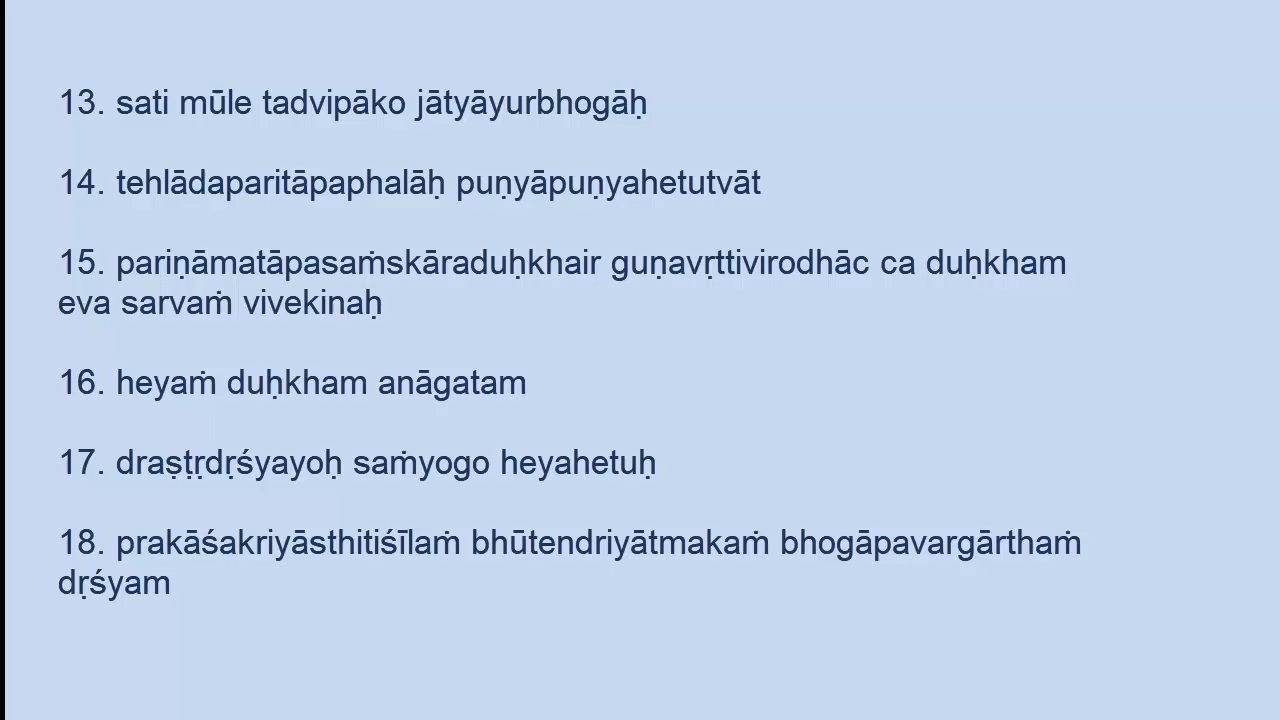 13. sati mūle tadvipāko jātyāyurbhogāḥ
14. tehlādaparitāpaphalāḥ puṇyāpuṇyahetutvāt
15. pariṇāmatāpasaṁskāraduḥkhair guṇavṛttivirodhāc ca duḥkham
eva sarvaṁ vivekinaḥ
16. heyaṁ duḥkham anāgatam
17. draṣṭṛdṛśyayoḥ saṁyogo heyahetuḥ
18. prakāśakriyāsthitiśīlaṁ bhūtendriyātmakaṁ bhogāpavargārthaṁ
dṛśyam